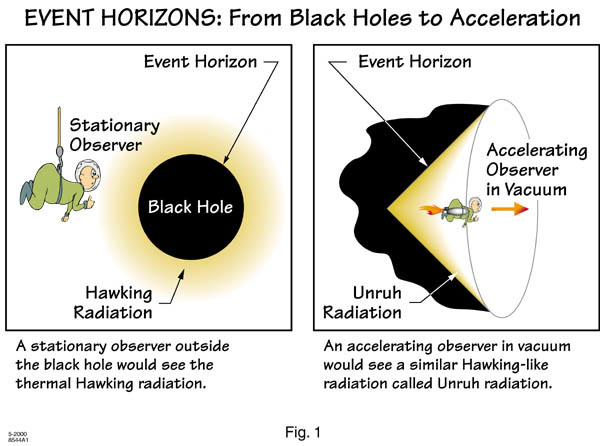 EVENT HORIZONS: From Black Holes to Acceleration
Event Horizon
Stationary
Observer
Black Hole
Hawking
Radiation
A stationary observer outside
the black hole would see the
thermal Hawking radiation.
Event Horizon
Accelerating
Observer
in Vacuum
Unruh
Radiation
An accelerating observer in vacuum
would see a similar Hawking-like
radiation called Unruh radiation.
5-2000
8544A1
Fig. 1